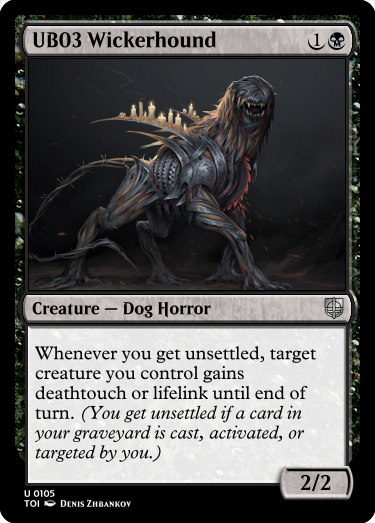 UB03 Wickerhound 1
Creature — Dog Horror
Whenever you get unsettled, target
creature you control gains
deathtouch or lifelink until end of
turn. (You get unsettled if a card in
your graveyard is cast, activated, or
targeted by you.)
2/2
U 0105
TOI Denis Zhbankov